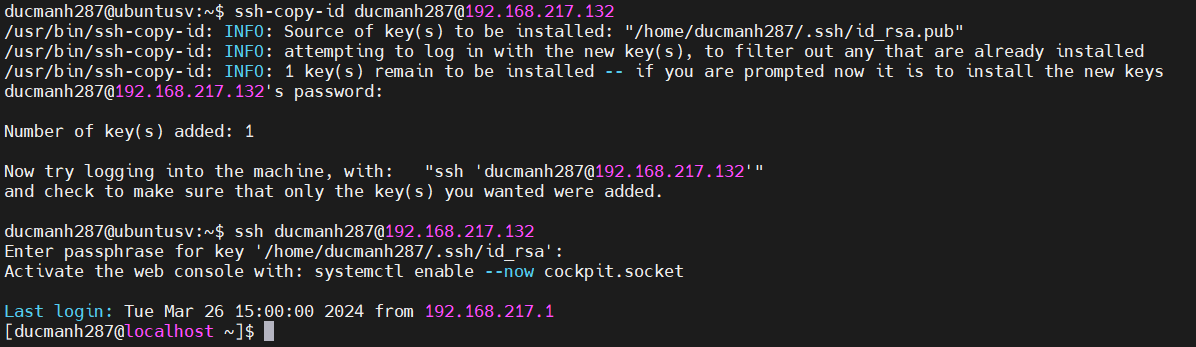 ducmanh287@ubuntusv:~$ ssh-copy-id ducmanh287@192.168.217.132
/usr/bin/ssh-copy-id: INFO: Source of key(s) to be installed: "/home/ducmanh287/.ssh/id_rsa.pub"
/usr/bin/ssh-copy-id: INFO: attempting to log in with the new key(s), to filter out any that are already installed
/usr/bin/ssh-copy-id: INFO: 1 key(s) remain to be installed -- if you are prompted now it is to install the new keys
ducmanh287@192.168.217.132's password:
Number of key(s) added: 1
Now try logging into the machine, with:   "ssh 'ducmanh287@192.168.217.132'"
and check to make sure that only the key(s) you wanted were added.
ducmanh287@ubuntusv:~$ ssh ducmanh287@192.168.217.132
Enter passphrase for key '/home/ducmanh287/.ssh/id_rsa':
Activate the web console with: systemctl enable --now cockpit.socket
Last login: Tue Mar 26 15:00:00 2024 from 192.168.217.1
[ducmanh287@localhost ~]$